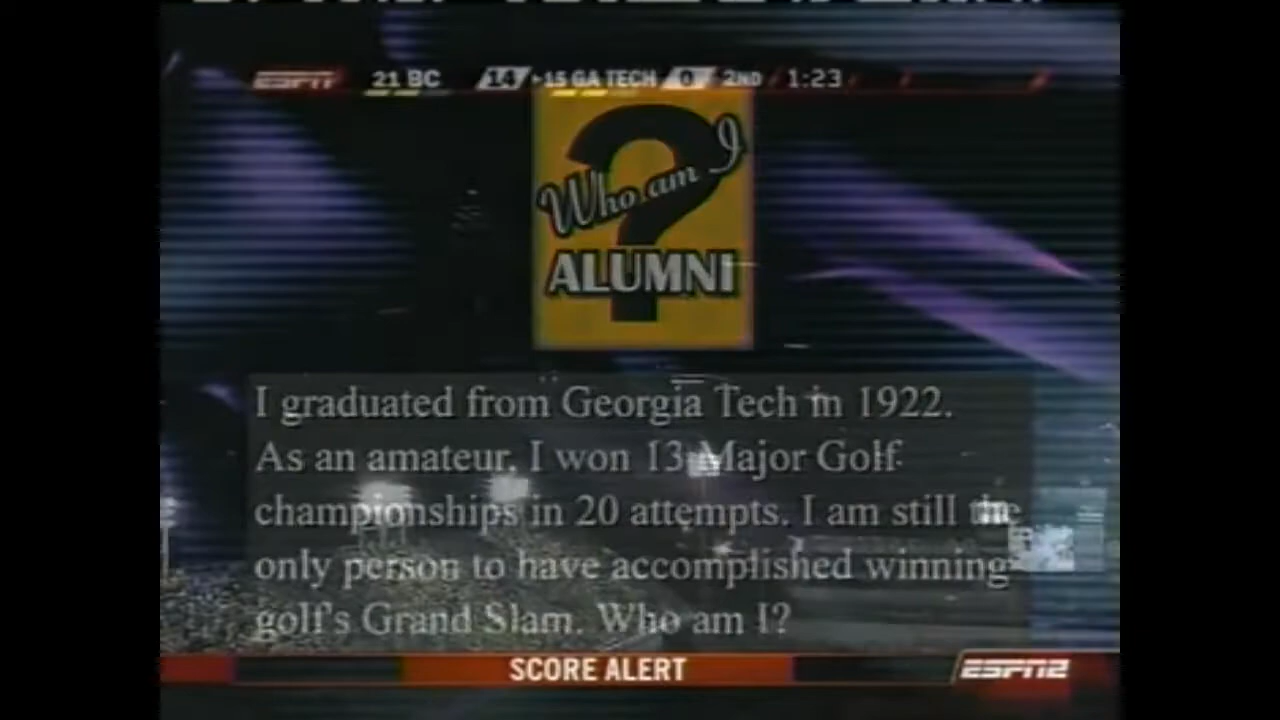 ESPN 21 BC 14 15 GA TECH 0 2ND 1:23
?
Who am I
ALUMNI
I graduated from Georgia Tech in 1922.
As an amateur, I won 13 Major Golf
championships in 20 attempts. I am still the
only person to have accomplished winning
golf's Grand Slam. Who am I?
SCORE ALERT ESPN2